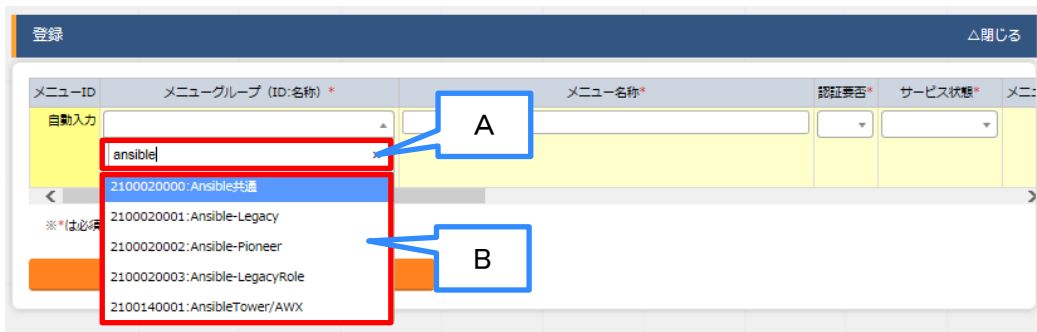 登録
△閉じる
メニューID
メニューグループ (ID:名称) *
メニュー名称*
認証要否*
サービス状態*
メニ
自動入力
A
ansible
2100020000:Ansible共通
2100020001:Ansible-Legacy
※*は必須
2100020002:Ansible-Pioneer
B
2100020003:Ansible-LegacyRole
2100140001:AnsibleTower/AWX